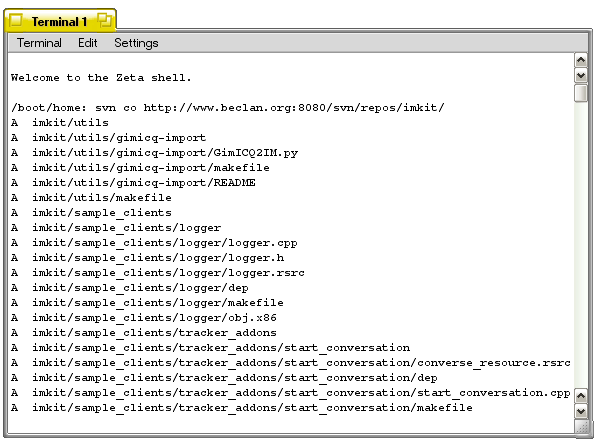 Terminal 1
Terminal Edit Settings
Welcome to the Zeta shell.
/boot/home: svn co http://www.beclan.org:8080/svn/repos/imkit/
A  imkit/utils
A  imkit/utils/gimicq-import
A  imkit/utils/gimicq-import/GimICQ2IM.py
A  imkit/utils/gimicq-import/makefile
A  imkit/utils/gimicq-import/README
A  imkit/utils/makefile
A  imkit/sample_clients
A  imkit/sample_clients/logger
A  imkit/sample_clients/logger/logger.cpp
A  imkit/sample_clients/logger/logger.h
A  imkit/sample_clients/logger/logger.rsrc
A  imkit/sample_clients/logger/dep
A  imkit/sample_clients/logger/makefile
A  imkit/sample_clients/logger/obj.x86
A  imkit/sample_clients/tracker_addons
A  imkit/sample_clients/tracker_addons/start_conversation
A  imkit/sample_clients/tracker_addons/start_conversation/converse_resource.rsrc
A  imkit/sample_clients/tracker_addons/start_conversation/dep
A  imkit/sample_clients/tracker_addons/start_conversation/start_conversation.cpp
A  imkit/sample_clients/tracker_addons/start_conversation/makefile